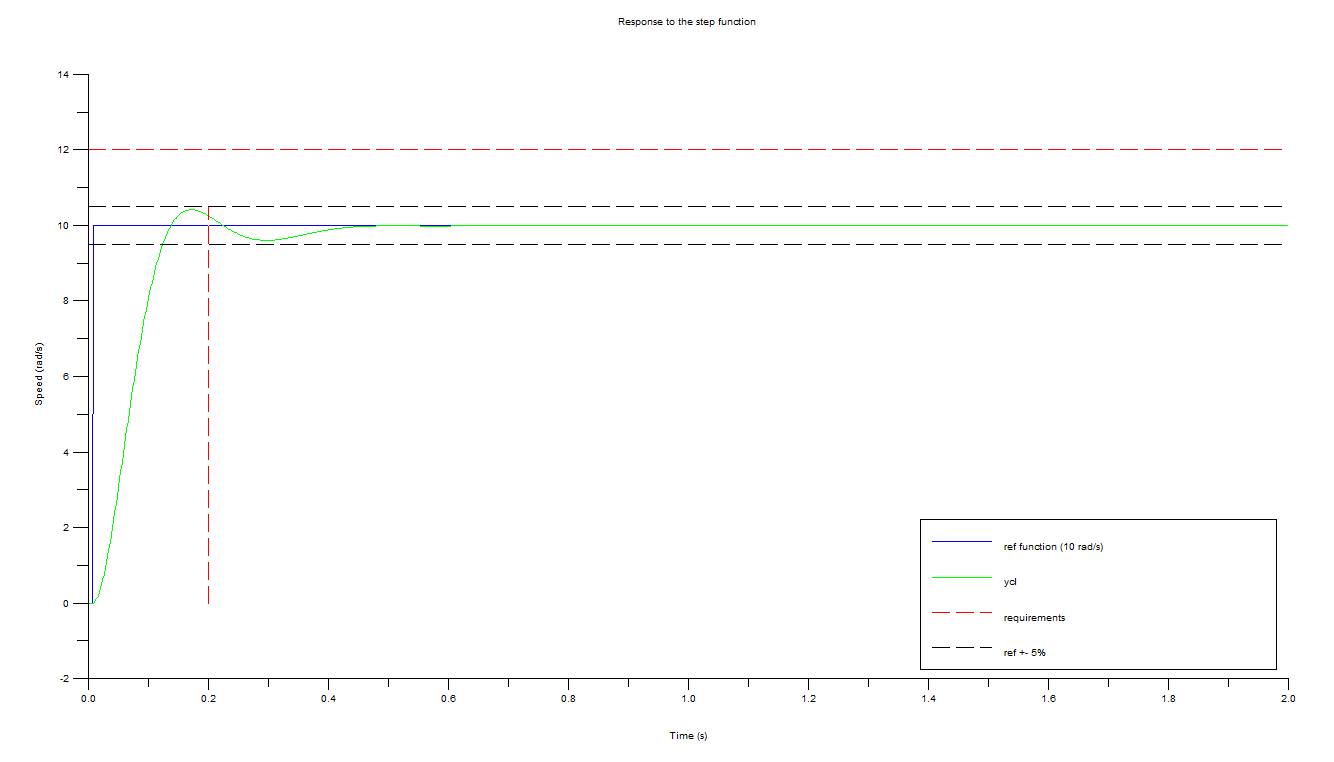 Response to the step function
14
12
10
8
6
4
2
0
-2
Speed (rad/s)
0.0 0.2 0.4 0.6 0.8 1.0 1.2 1.4 1.6 1.8 2.0
Time (s)
ref function (10 rad/s)
ycl
requirements
ref +- 5%